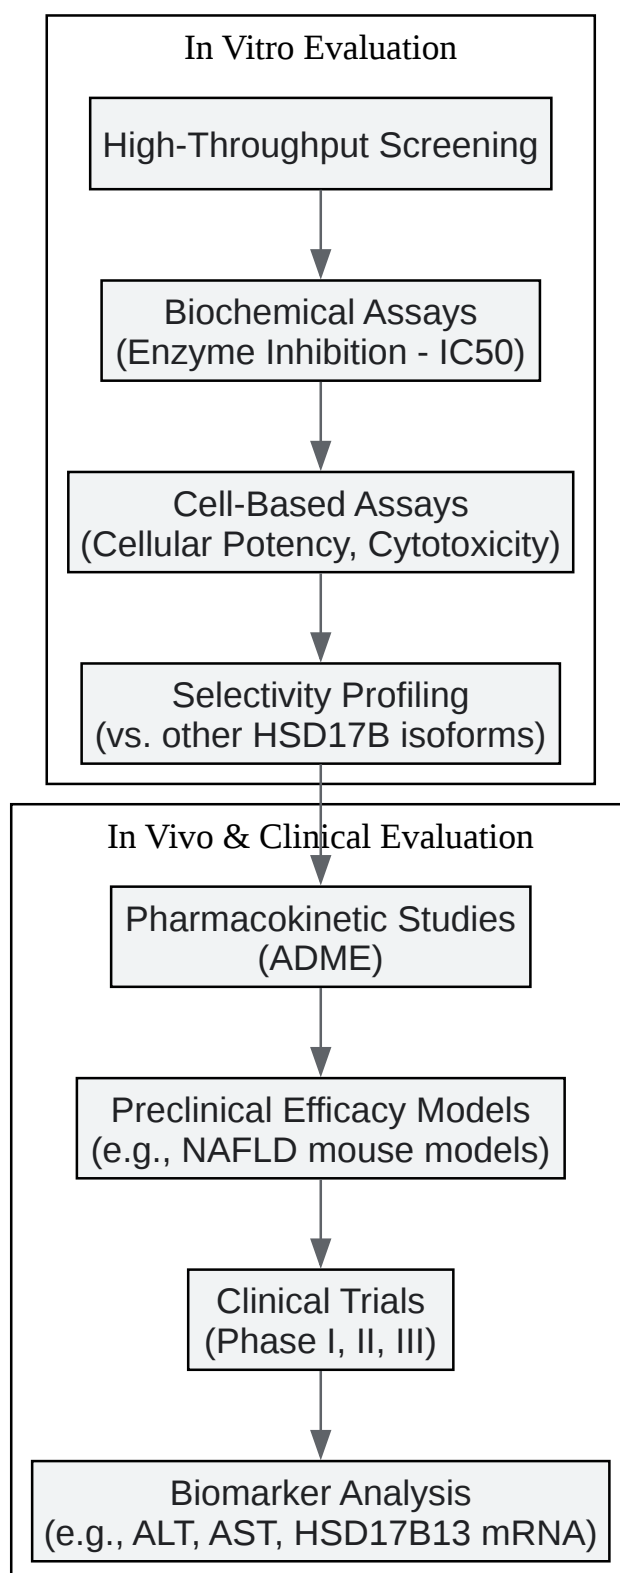 In Vitro Evaluation
High-Throughput Screening
Biochemical Assays
(Enzyme Inhibition - IC50)
Cell-Based Assays
(Cellular Potency, Cytotoxicity)
Selectivity Profiling
(vs. other HSD17B isoforms)
In Vivo & Clinical Evaluation
Pharmacokinetic Studies
(ADME)
Preclinical Efficacy Models
(e.g., NAFLD mouse models)
Clinical Trials
(Phase I, II, III)
Biomarker Analysis
(e.g., ALT, AST, HSD17B13 mRNA)